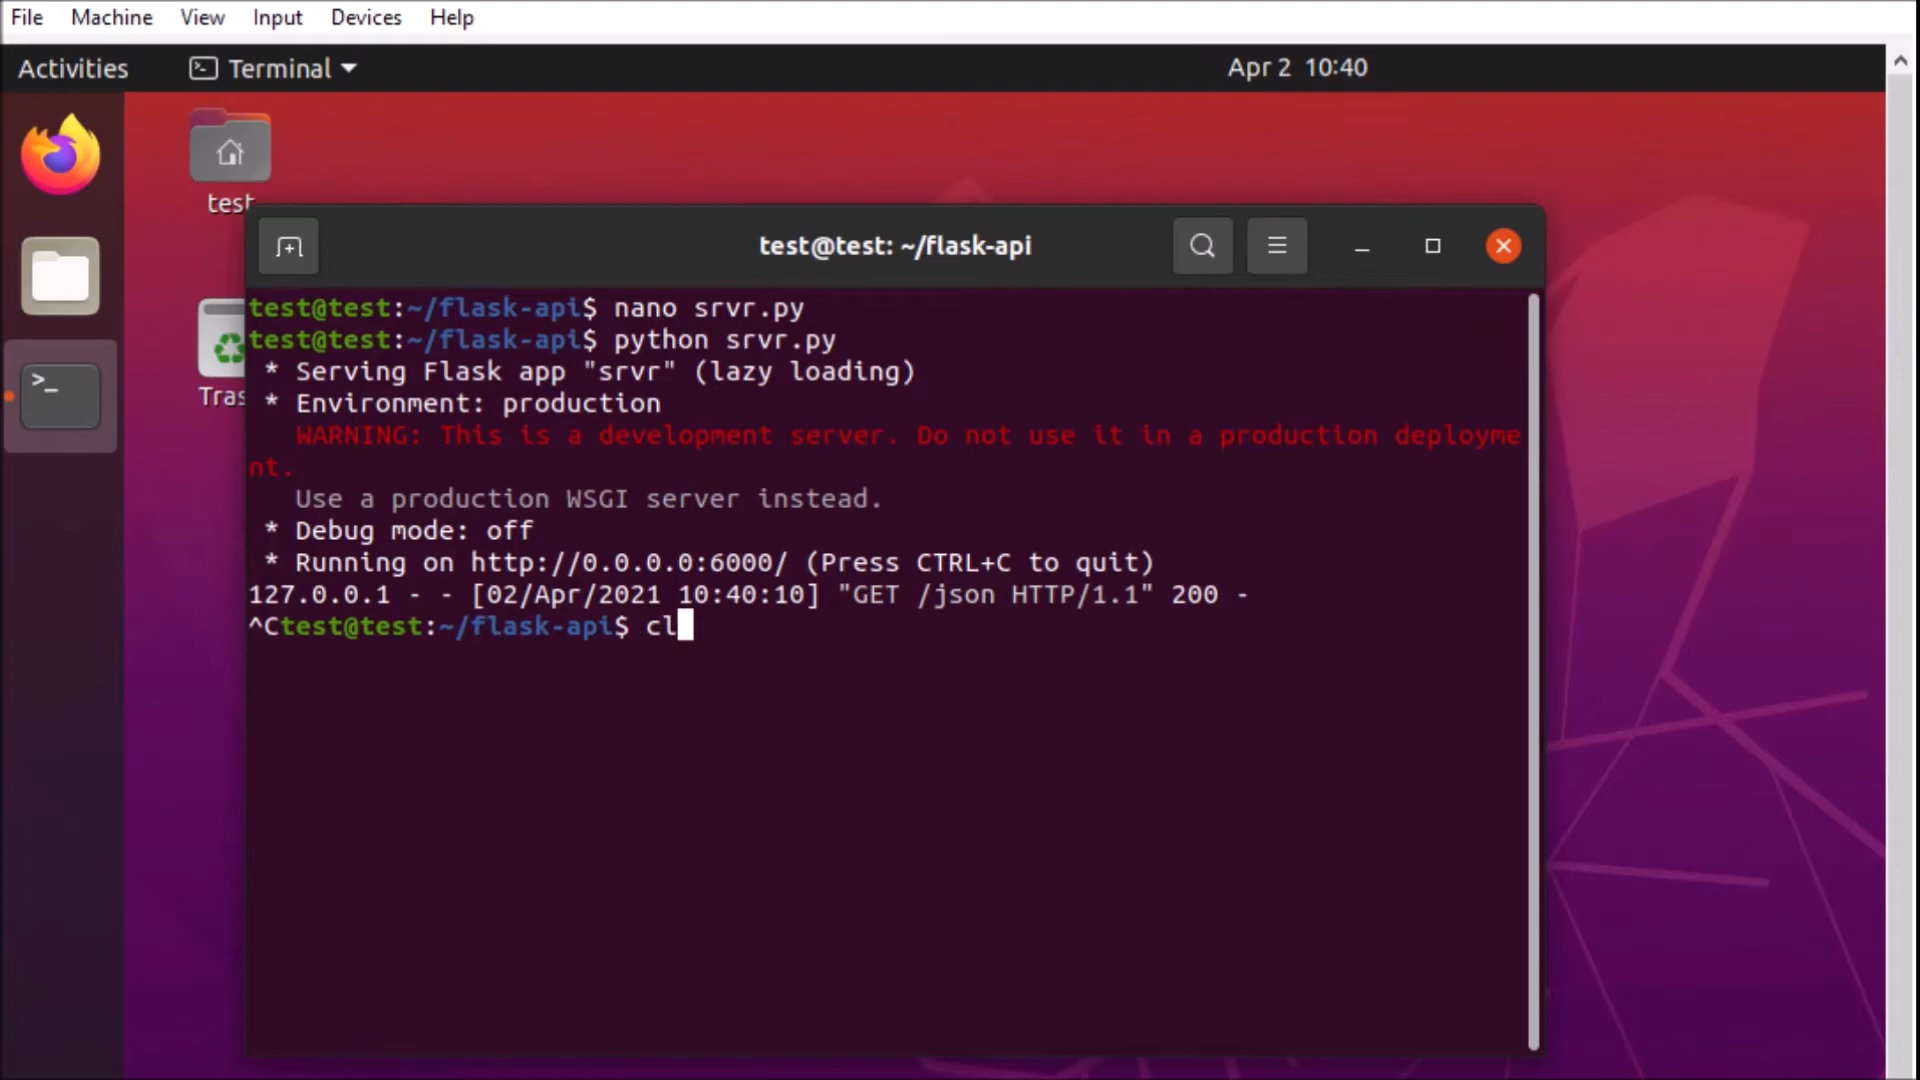 File Machine View Input Devices Help
Activities Terminal Apr 2 10:40
test
Tras
test@test: ~/flask-api
test@test:~/flask-api$ nano srvr.py
test@test:~/flask-api$ python srvr.py
* Serving Flask app "srvr" (lazy loading)
* Environment: production
WARNING: This is a development server. Do not use it in a production deployme
nt.
Use a production WSGI server instead.
* Debug mode: off
* Running on http://0.0.0.0:6000/ (Press CTRL+C to quit)
127.0.0.1 - - [02/Apr/2021 10:40:10] "GET /json HTTP/1.1" 200 -
^Ctest@test:~/flask-api$ cl